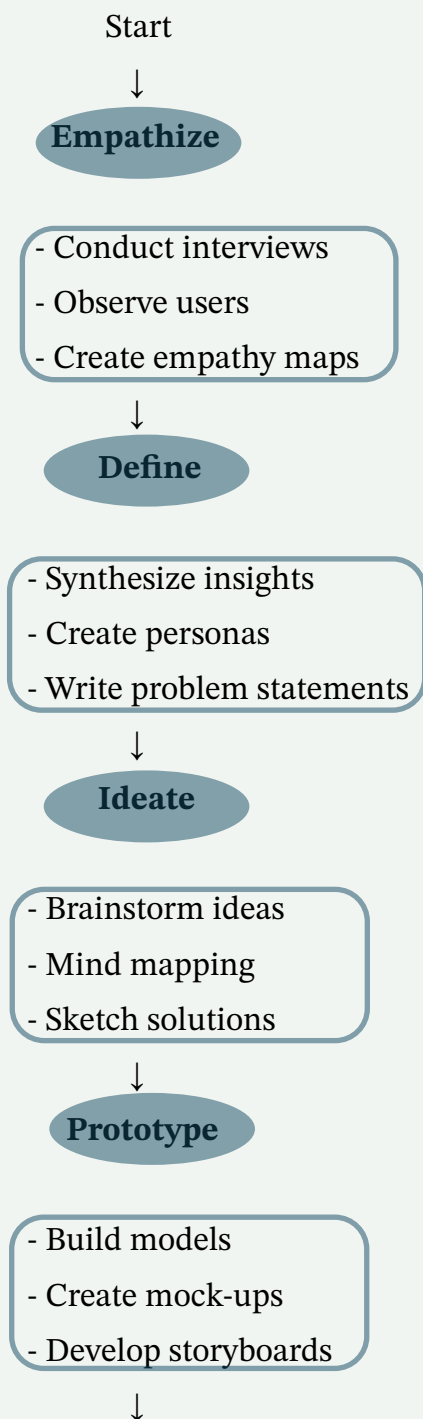 Start
↓
Empathize
- Conduct interviews
- Observe users
- Create empathy maps
↓
Define
- Synthesize insights
- Create personas
- Write problem statements
↓
Ideate
- Brainstorm ideas
- Mind mapping
- Sketch solutions
↓
Prototype
- Build models
- Create mock-ups
- Develop storyboards
↓